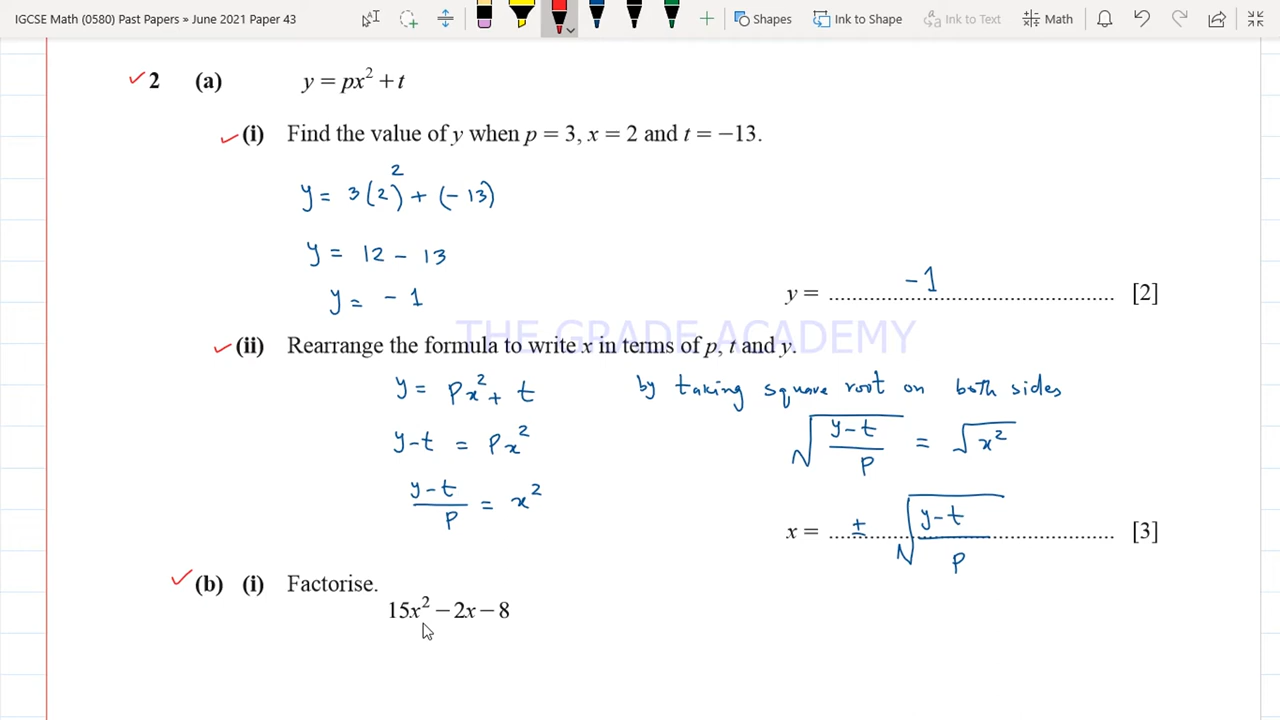 IGCSE Math (0580) Past Papers » June 2021 Paper 43
Shapes
Ink to Shape
Ink to Text
Math
2 (a) y = px² + t
(i) Find the value of y when p = 3, x = 2 and t = −13.
y = 3(2)² + (−13)
y = 12 − 13
y = −1
y = −1 [2]
THE GRADE ACADEMY
(ii) Rearrange the formula to write x in terms of p, t and y.
y = Px² + t
by taking square root on both sides
y−t = Px²
√((y−t)/P) = √x²
(y−t)/P = x²
x = ± √((y−t)/P) [3]
(b) (i) Factorise.
15x² − 2x − 8